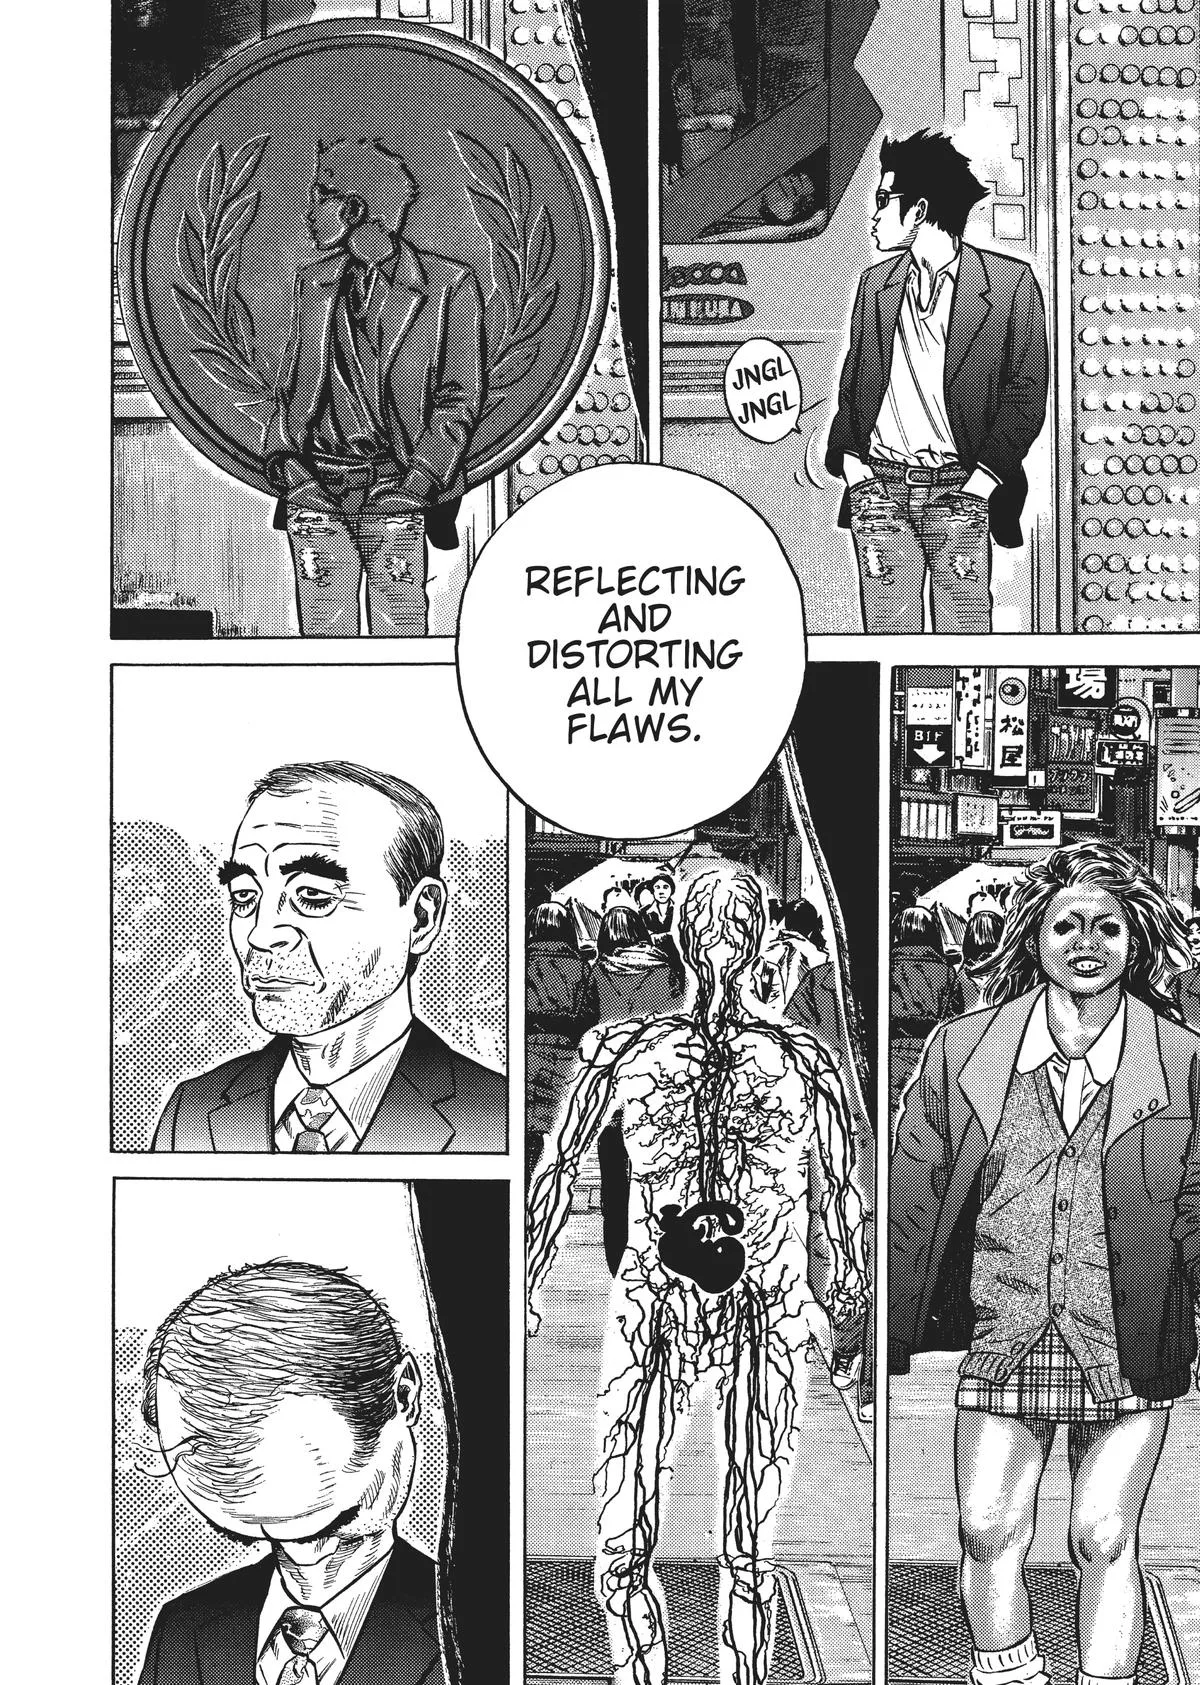 JNGL
JNGL
REFLECTING
AND
DISTORTING
ALL MY
FLAWS.
場
B1F
松
屋